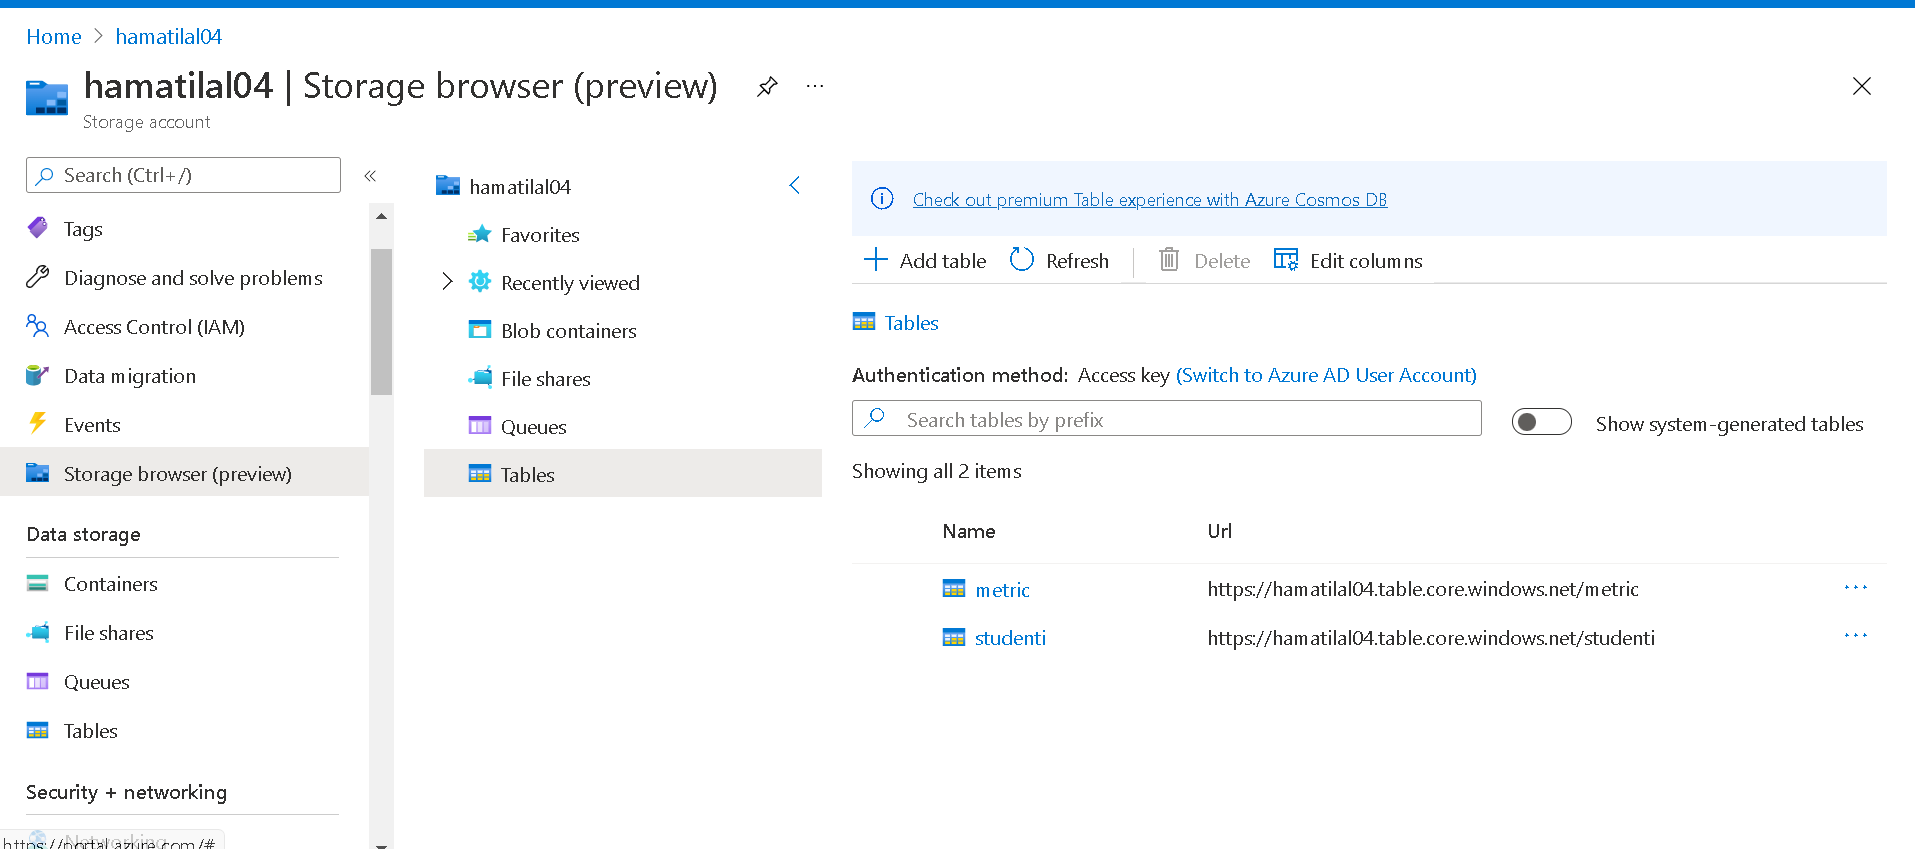 Home > hamatilal04
hamatilal04 | Storage browser (preview)
Storage account
Search (Ctrl+/)
Tags
Diagnose and solve problems
Access Control (IAM)
Data migration
Events
Storage browser (preview)
Data storage
Containers
File shares
Queues
Tables
Security + networking
Networking
https://portal.azure.com/#
hamatilal04
Favorites
Recently viewed
Blob containers
File shares
Queues
Tables
Check out premium Table experience with Azure Cosmos DB
Add table Refresh Delete Edit columns
Tables
Authentication method: Access key (Switch to Azure AD User Account)
Search tables by prefix
Show system-generated tables
Showing all 2 items
Name Url
metric https://hamatilal04.table.core.windows.net/metric
studenti https://hamatilal04.table.core.windows.net/studenti